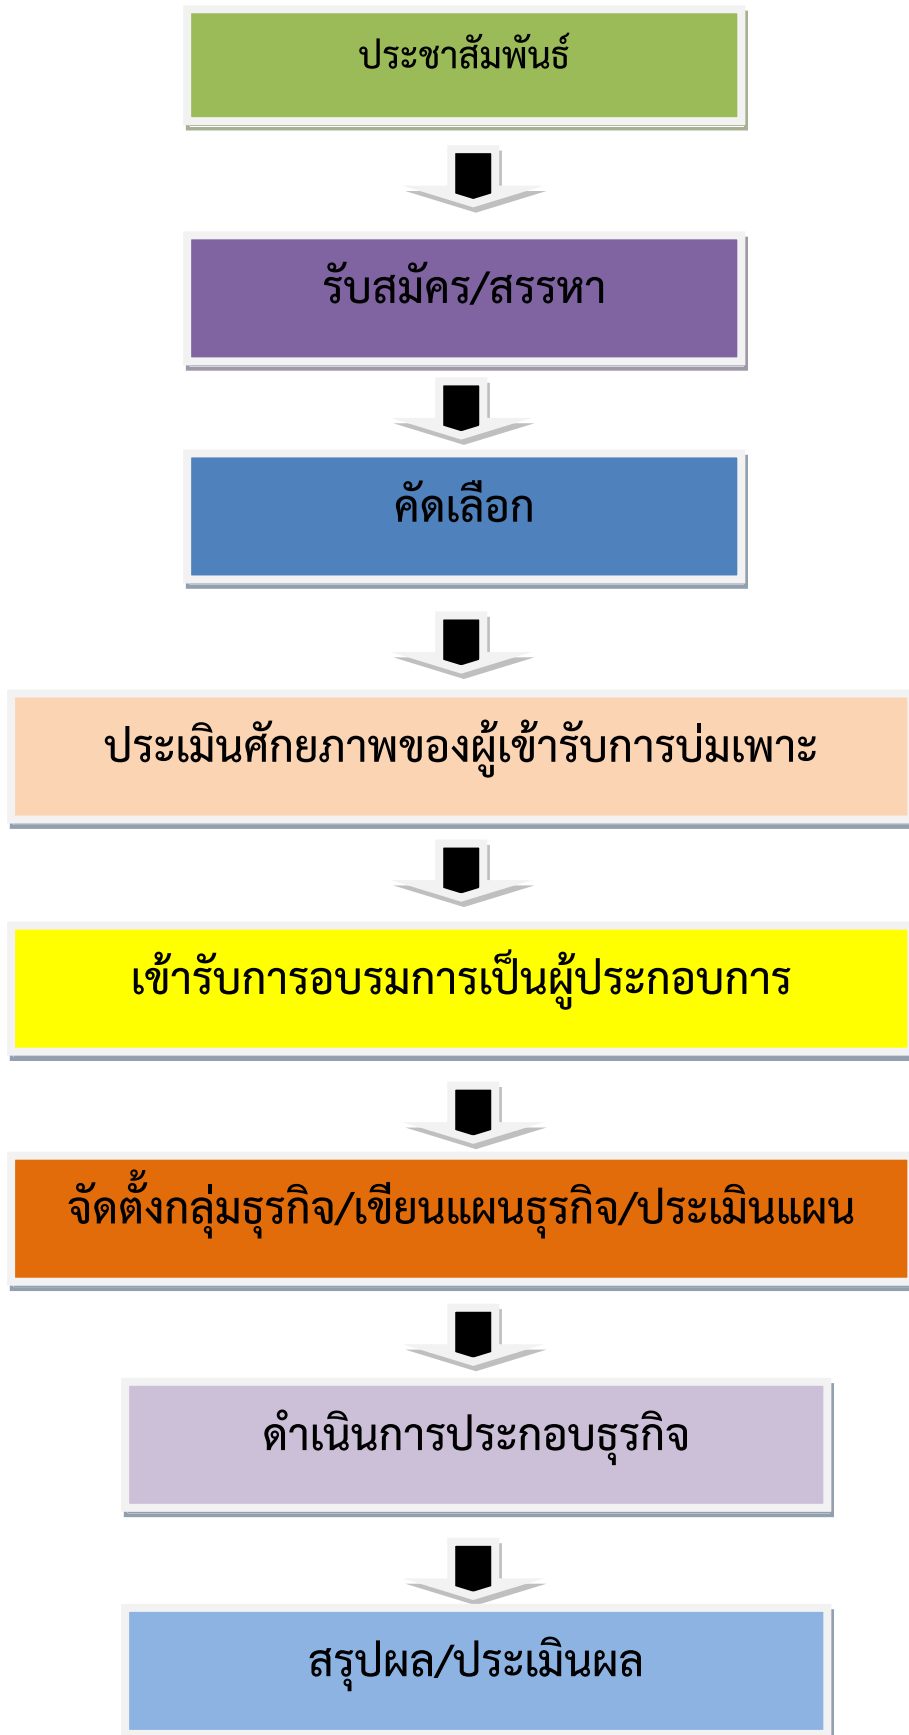 ประชาสัมพันธ์
รับสมัคร/สรรหา
คัดเลือก
ประเมินศักยภาพของผู้เข้ารับการบ่มเพาะ
เข้ารับการอบรมการเป็นผู้ประกอบการ
จัดตั้งกลุ่มธุรกิจ/เขียนแผนธุรกิจ/ประเมินแผน
ดำเนินการประกอบธุรกิจ
สรุปผล/ประเมินผล